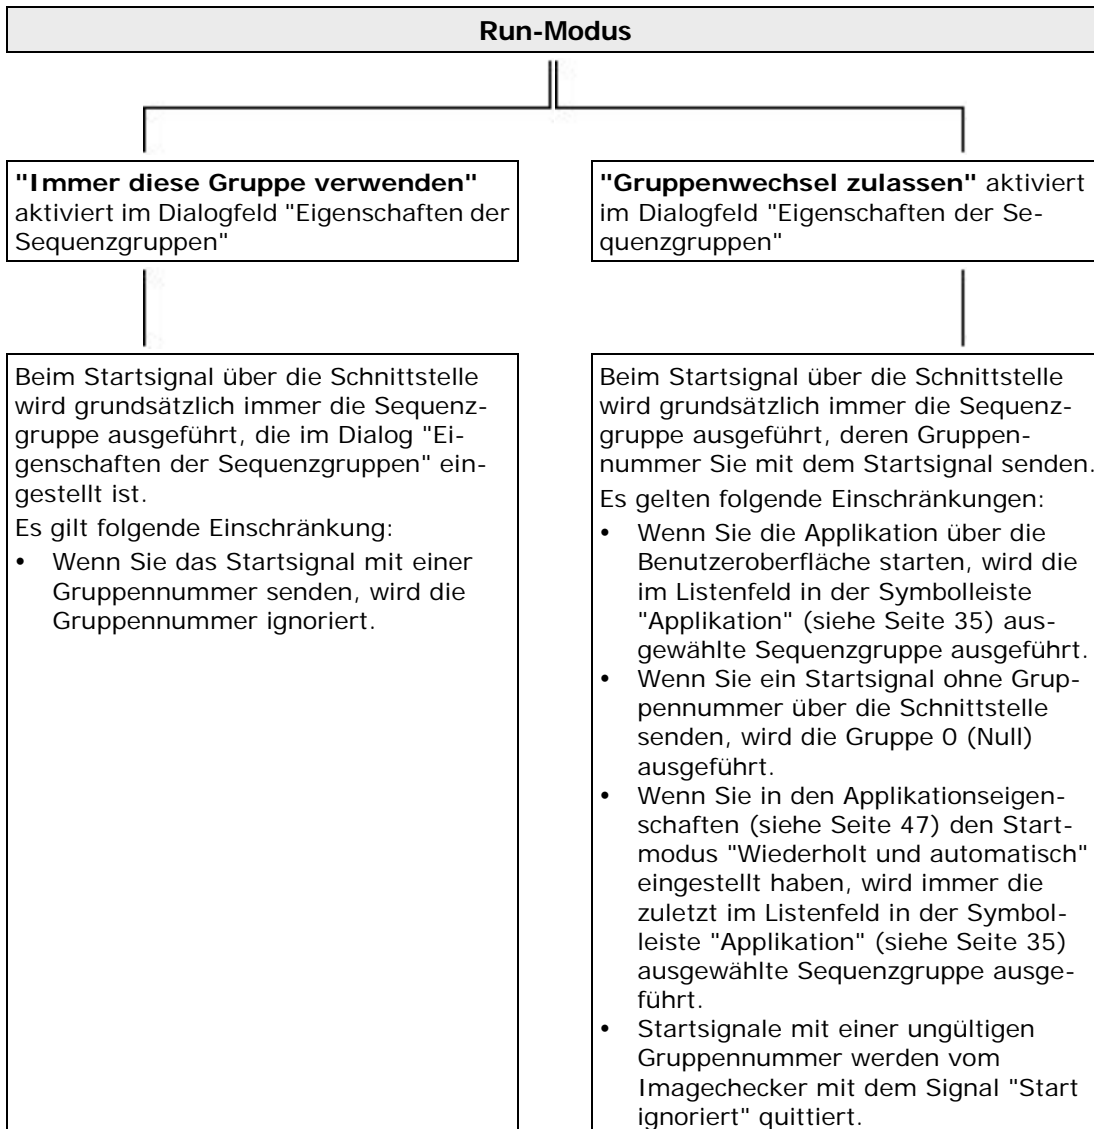 Run-Modus
"Immer diese Gruppe verwenden"
aktiviert im Dialogfeld "Eigenschaften der
Sequenzgruppen"
"Gruppenwechsel zulassen" aktiviert
im Dialogfeld "Eigenschaften der Se-
quenzgruppen"
Beim Startsignal über die Schnittstelle
wird grundsätzlich immer die Sequenz-
gruppe ausgeführt, die im Dialog "Ei-
genschaften der Sequenzgruppen" ein-
gestellt ist.
Es gilt folgende Einschränkung:
• Wenn Sie das Startsignal mit einer
Gruppennummer senden, wird die
Gruppennummer ignoriert.
Beim Startsignal über die Schnittstelle
wird grundsätzlich immer die Sequenz-
gruppe ausgeführt, deren Gruppen-
nummer Sie mit dem Startsignal senden.
Es gelten folgende Einschränkungen:
• Wenn Sie die Applikation über die
Benutzeroberfläche starten, wird die
im Listenfeld in der Symbolleiste
"Applikation" (siehe Seite 35) aus-
gewählte Sequenzgruppe ausgeführt.
• Wenn Sie ein Startsignal ohne Grup-
pennummer über die Schnittstelle
senden, wird die Gruppe 0 (Null)
ausgeführt.
• Wenn Sie in den Applikationseigen-
schaften (siehe Seite 47) den Start-
modus "Wiederholt und automatisch"
eingestellt haben, wird immer die
zuletzt im Listenfeld in der Symbol-
leiste "Applikation" (siehe Seite 35)
ausgewählte Sequenzgruppe ausge-
führt.
• Startsignale mit einer ungültigen
Gruppennummer werden vom
Imagechecker mit dem Signal "Start
ignoriert" quittiert.